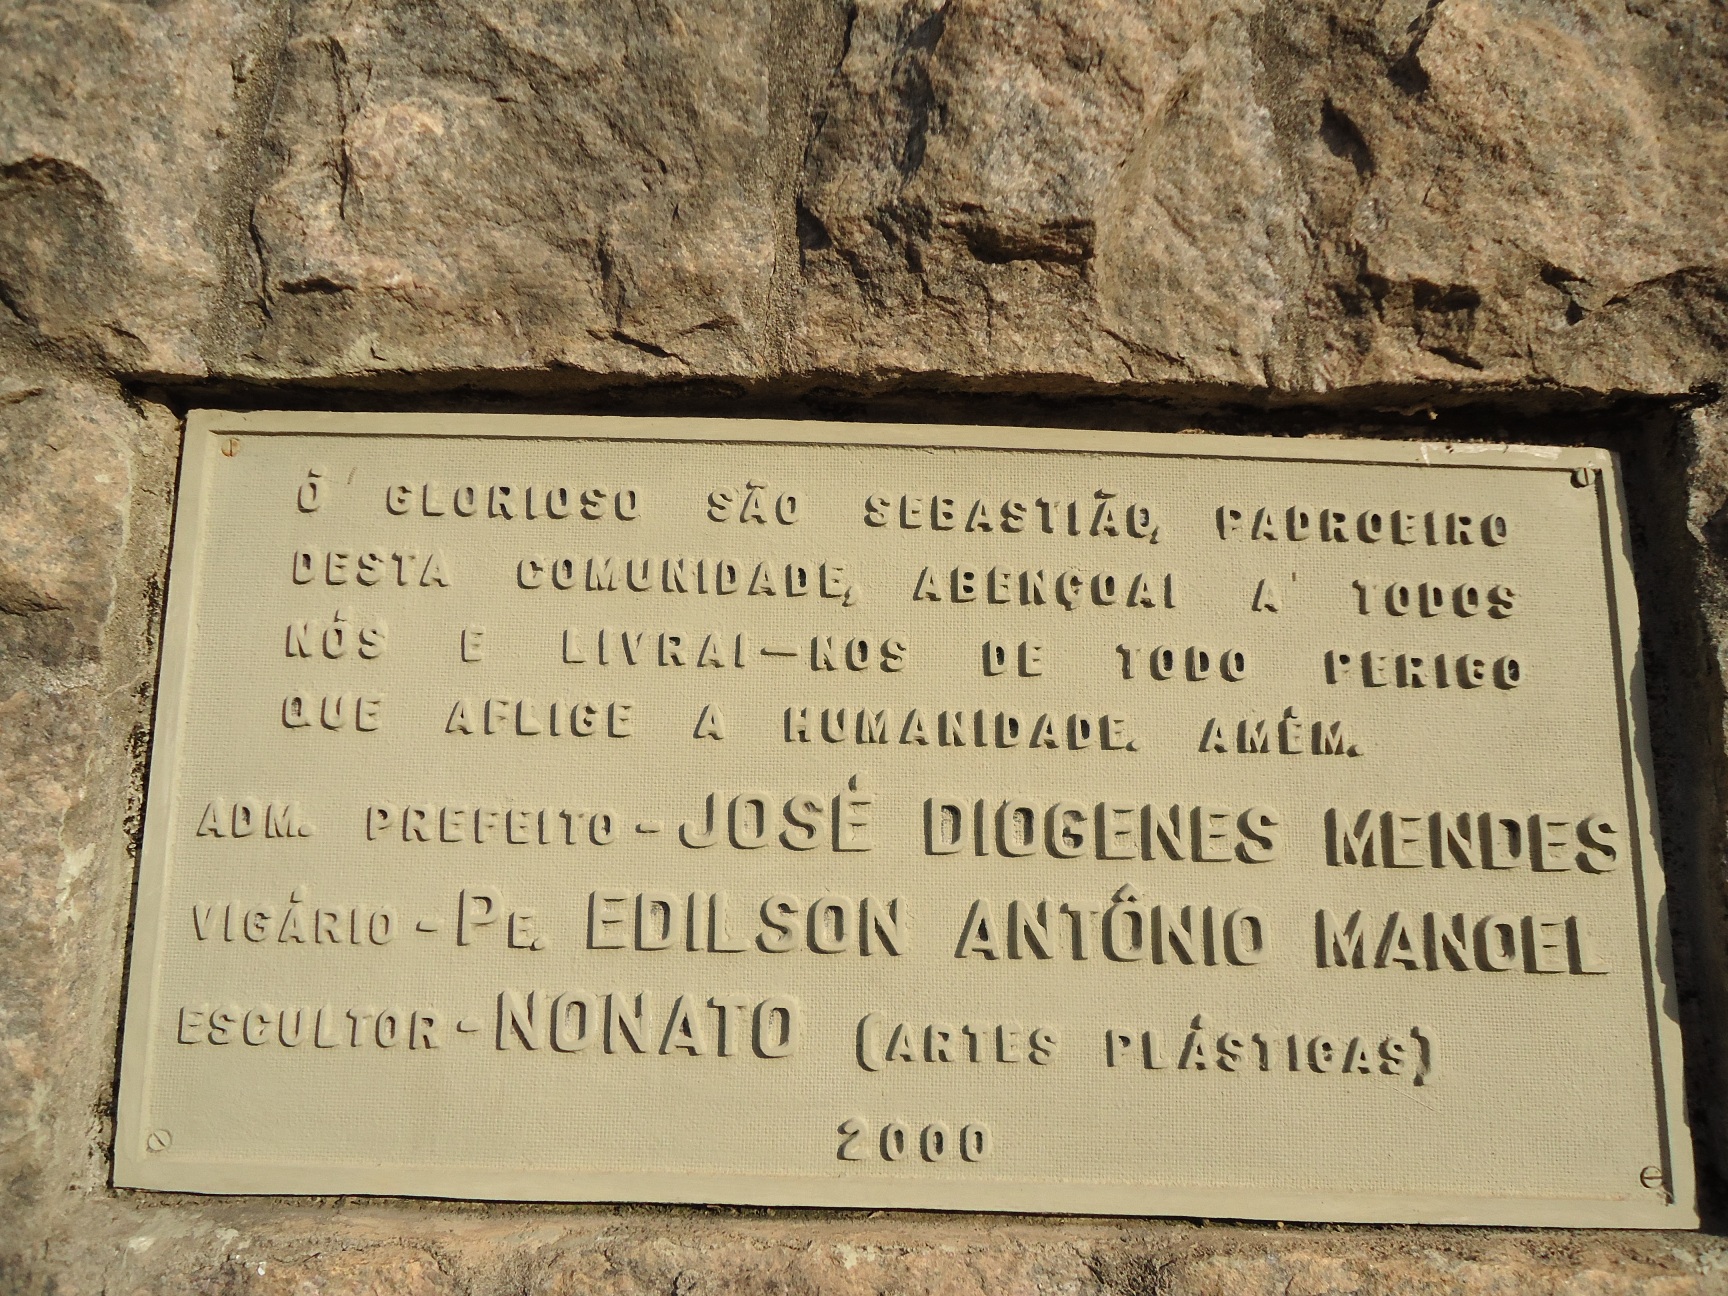 Ó GLORIOSO SÃO SEBASTIÃO, PADROEIRO
DESTA COMUNIDADE, ABENÇOAI A TODOS
NÓS E LIVRAI-NOS DE TODO PERIGO
QUE AFLIGE A HUMANIDADE. AMÉM.
ADM. PREFEITO - JOSÉ DIOGENES MENDES
VIGÁRIO - PE. EDILSON ANTÔNIO MANOEL
ESCULTOR - NONATO (ARTES PLÁSTICAS)
2000